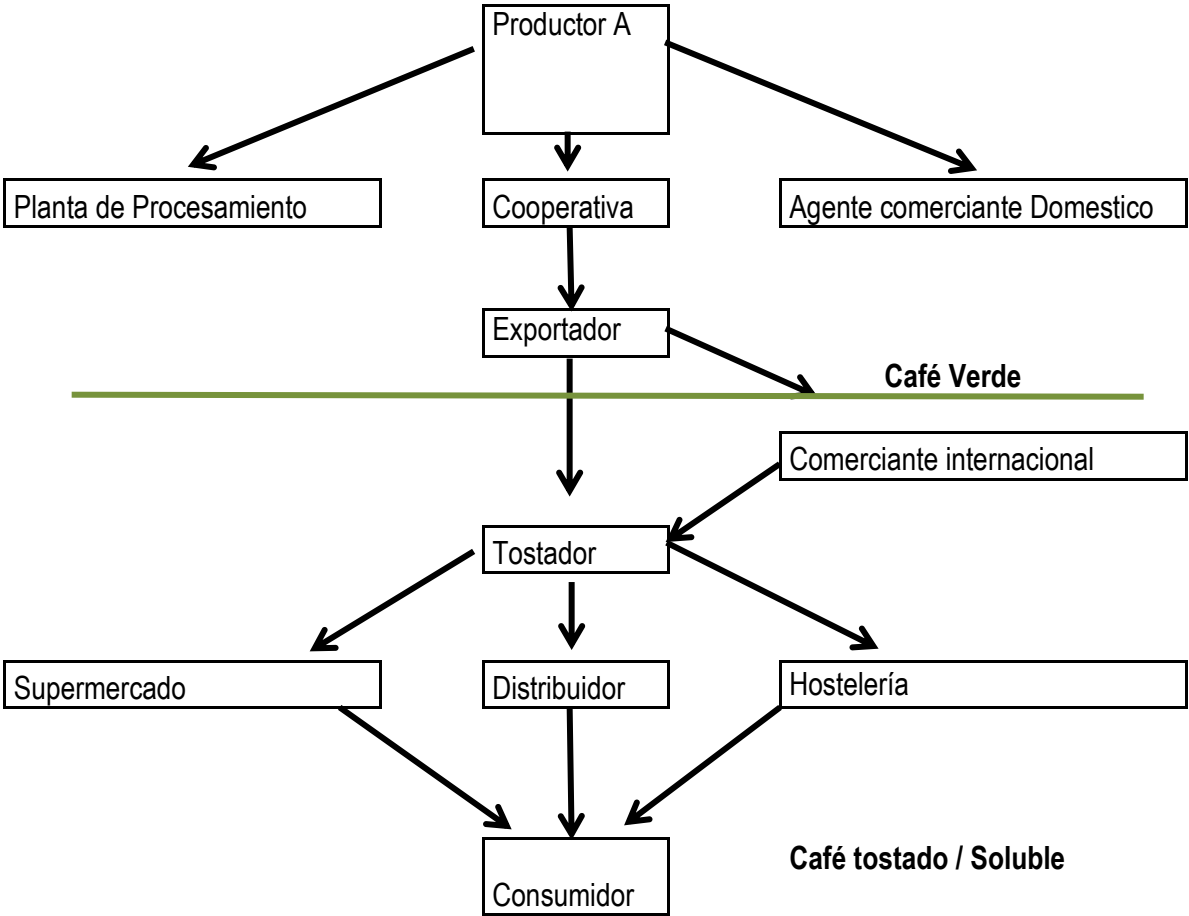 Productor A
Planta de Procesamiento
Cooperativa
Agente comerciante Domestico
Exportador
Café Verde
Comerciante internacional
Tostador
Supermercado
Distribuidor
Hostelería
Café tostado / Soluble
Consumidor